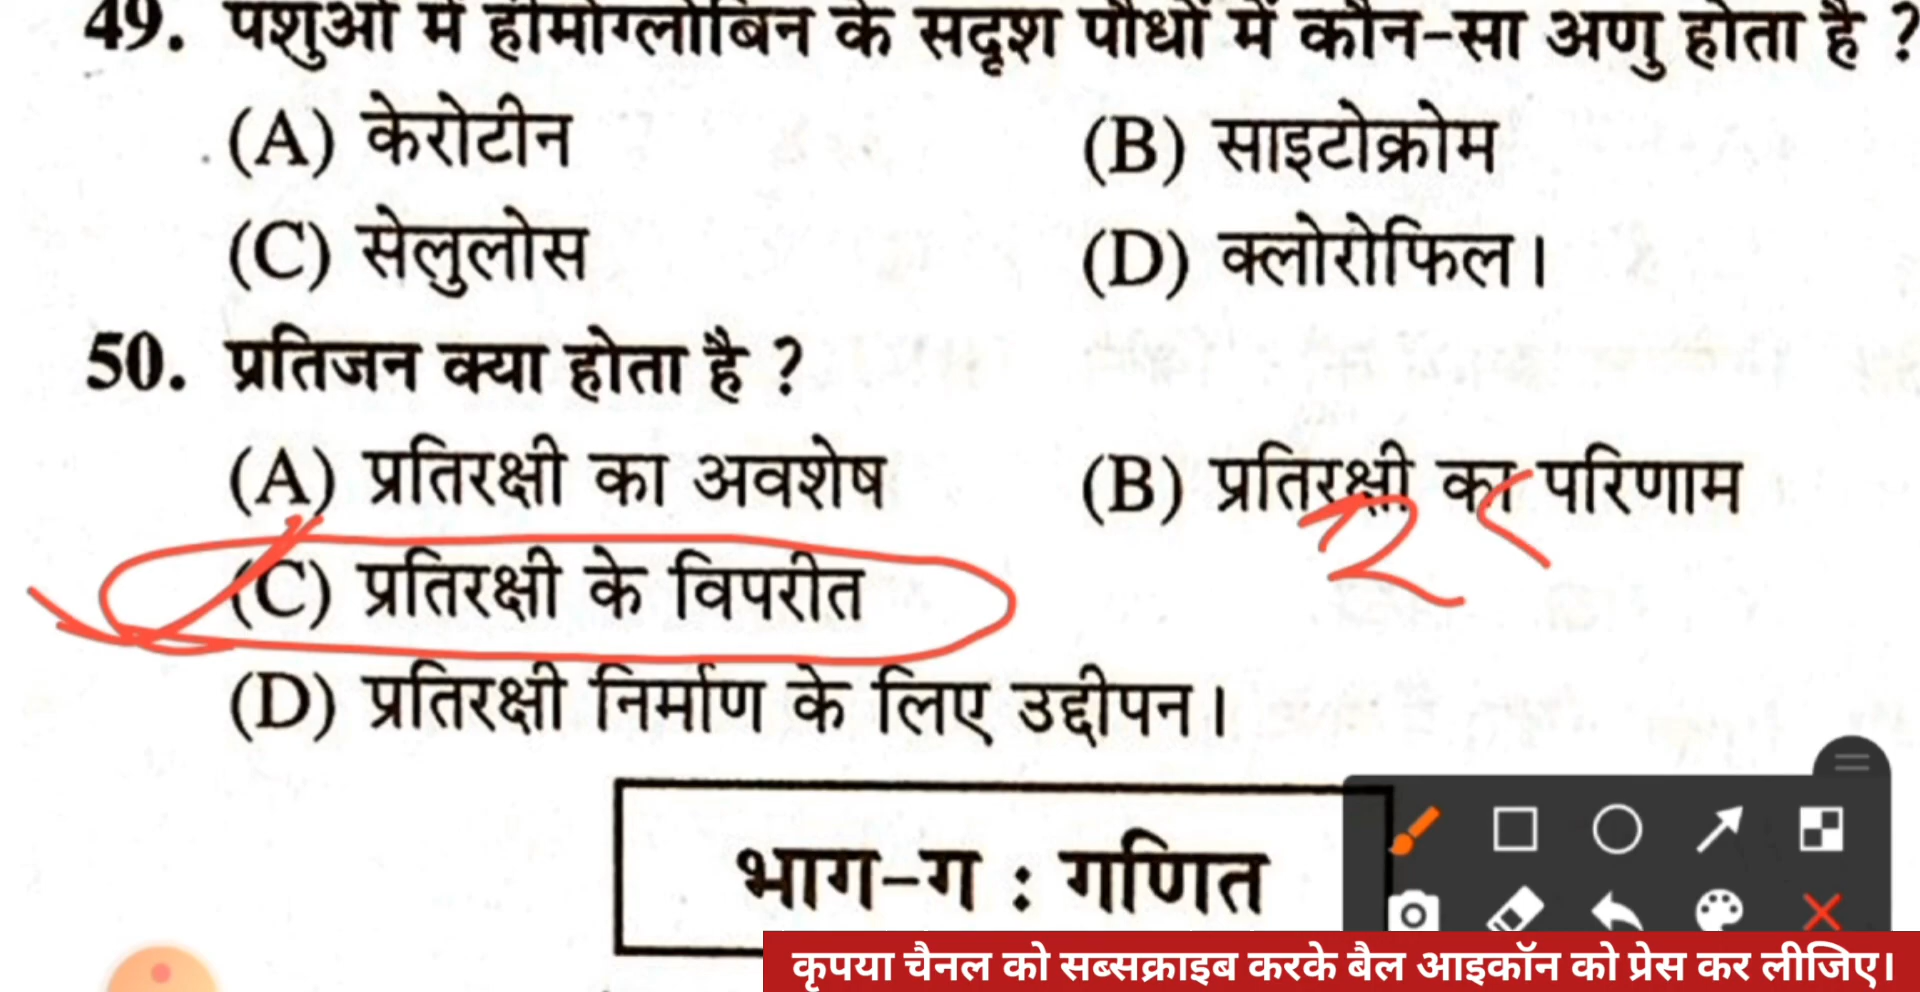 49. पशुओं में हीमोग्लोबिन के सदृश पौधों में कौन-सा अणु होता है ?
(A) केरोटीन (B) साइटोक्रोम
(C) सेलुलोस (D) क्लोरोफिल।
50. प्रतिजन क्या होता है ?
(A) प्रतिरक्षी का अवशेष (B) प्रतिरक्षी का परिणाम
(C) प्रतिरक्षी के विपरीत
(D) प्रतिरक्षी निर्माण के लिए उद्दीपन।
भाग-ग : गणित
कृपया चैनल को सब्सक्राइब करके बैल आइकॉन को प्रेस कर लीजिए।